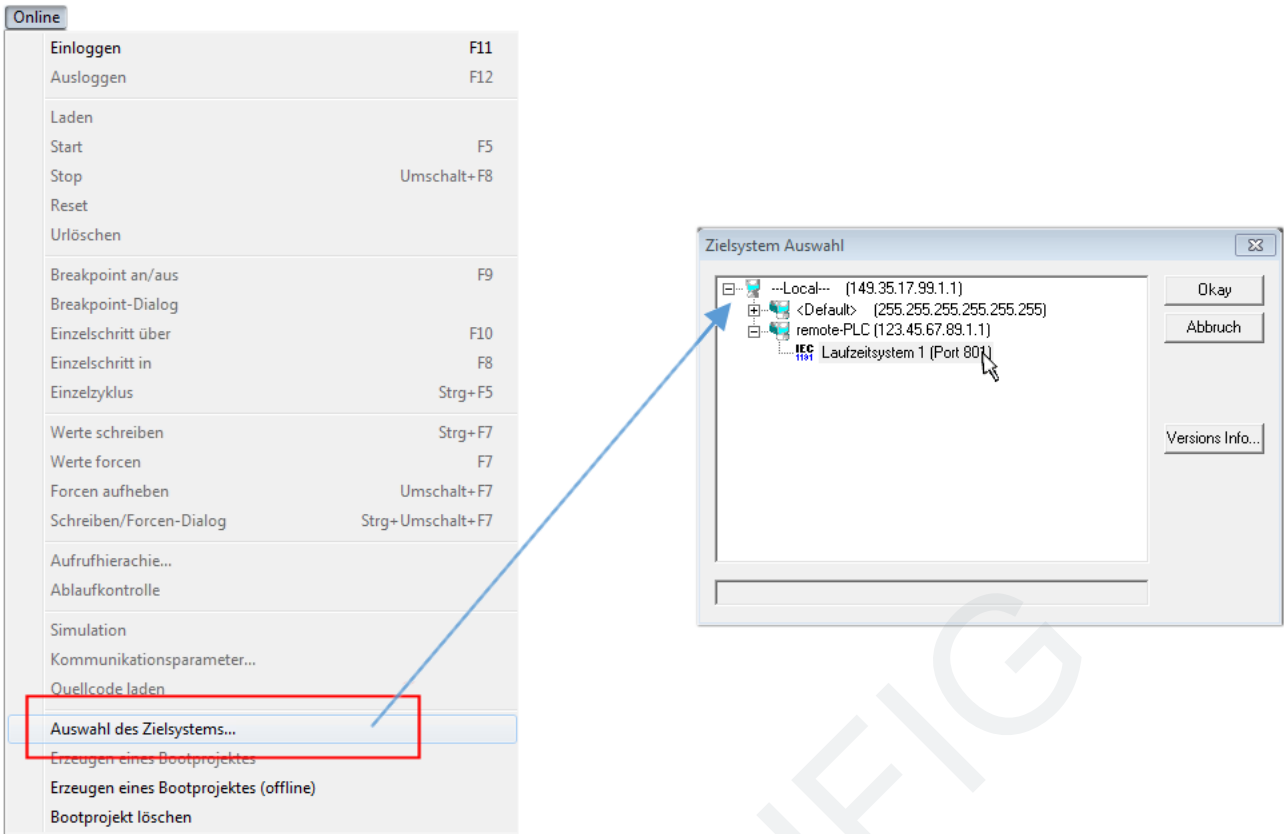 Online
Einloggen F11
Ausloggen F12
Laden
Start F5
Stop Umschalt+F8
Reset
Urlöschen
Breakpoint an/aus F9
Breakpoint-Dialog
Einzelschritt über F10
Einzelschritt in F8
Einzelzyklus Strg+F5
Werte schreiben Strg+F7
Werte forcen F7
Forcen aufheben Umschalt+F7
Schreiben/Forcen-Dialog Strg+Umschalt+F7
Aufrufhierachie...
Ablaufkontrolle
Simulation
Kommunikationsparameter...
Quellcode laden
Auswahl des Zielsystems...
Erzeugen eines Bootprojektes
Erzeugen eines Bootprojektes (offline)
Bootprojekt löschen
Zielsystem Auswahl
---Local--- (149.35.17.99.1.1)
<Default> (255.255.255.255.255.255)
remote-PLC (123.45.67.89.1.1)
IEC 1131 Laufzeitsystem 1 (Port 801)
Okay
Abbruch
Versions Info...
FIG